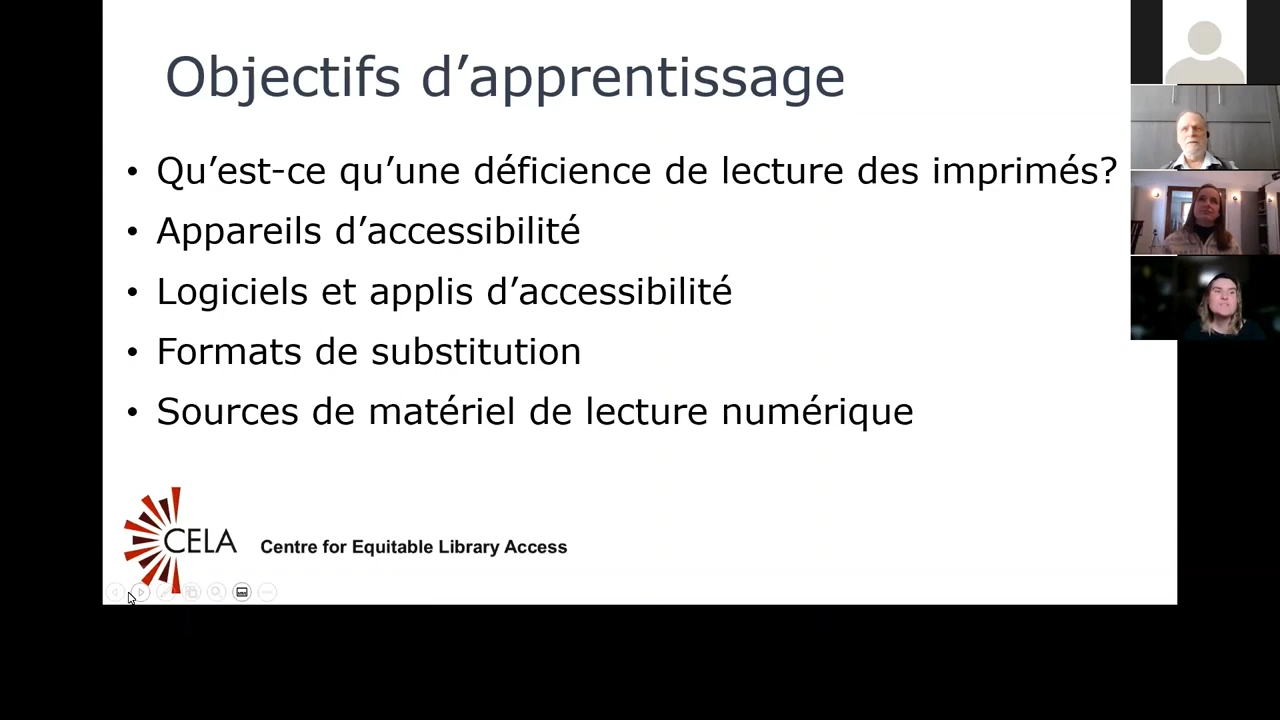 Objectifs d’apprentissage
• Qu’est-ce qu’une déficience de lecture des imprimés?
• Appareils d’accessibilité
• Logiciels et applis d’accessibilité
• Formats de substitution
• Sources de matériel de lecture numérique
CELA Centre for Equitable Library Access